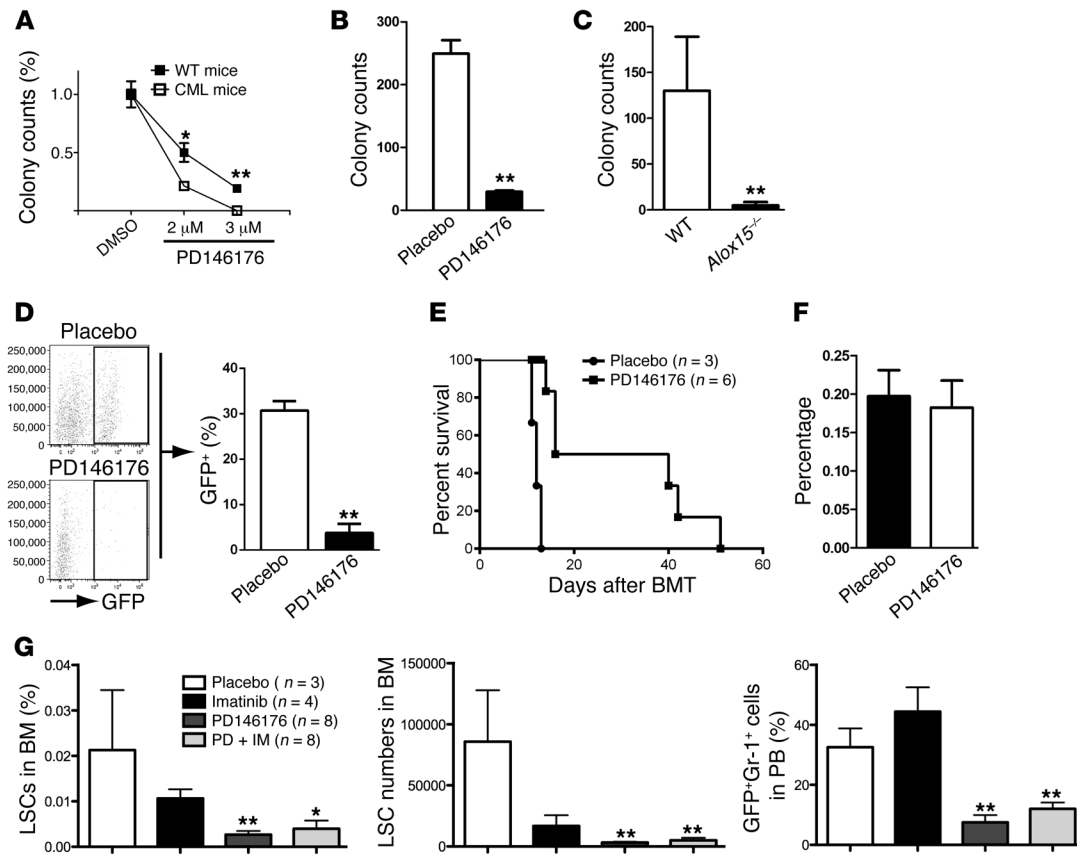 A
Colony counts (%)
WT mice
CML mice
1.0
0.5
*
**
DMSO
2 μM
3 μM
PD146176
B
Colony counts
300
200
100
0
**
Placebo
PD146176
C
Colony counts
200
150
100
50
0
**
WT
Alox15-/-
D
Placebo
250,000
200,000
150,000
100,000
50,000
0
PD146176
250,000
200,000
150,000
100,000
50,000
0
GFP
GFP+ (%)
40
30
20
10
0
**
Placebo
PD146176
E
Percent survival
100
80
60
40
20
0
Placebo (n = 3)
PD146176 (n = 6)
0 20 40 60
Days after BMT
F
Percentage
0.25
0.20
0.15
0.10
0.05
0.00
Placebo
PD146176
G
LSCs in BM (%)
0.04
0.03
0.02
0.01
0.00
Placebo ( n = 3)
Imatinib (n = 4)
PD146176 (n = 8)
PD + IM (n = 8)
**
*
LSC numbers in BM
150000
100000
50000
0
**
**
GFP+Gr-1+ cells
in PB (%)
60
40
20
0
**
**